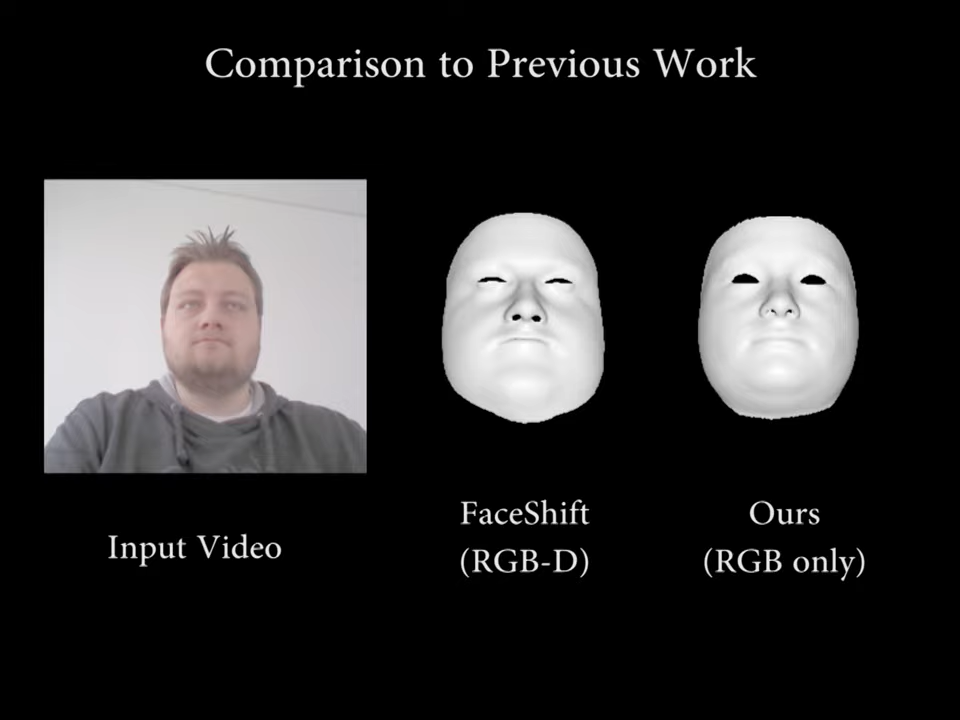 Comparison to Previous Work
Input Video
FaceShift
(RGB-D)
Ours
(RGB only)